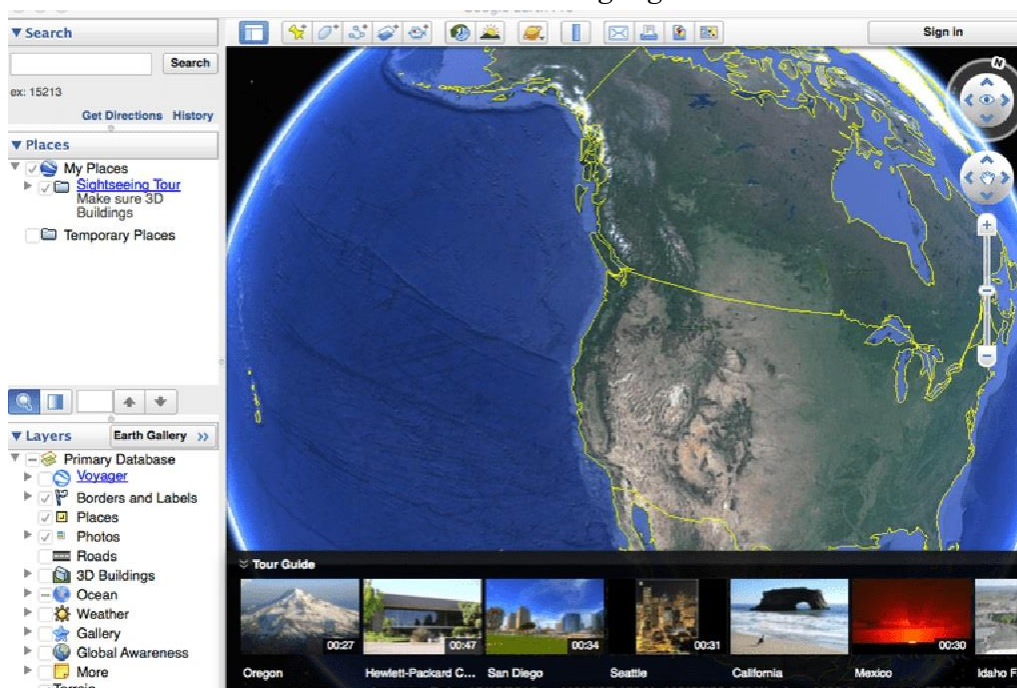 Search
Sign in
Search
ex: 15213
Get Directions History
Places
My Places
Sightseeing Tour
Make sure 3D
Buildings
Temporary Places
Layers
Earth Gallery >>
Primary Database
Voyager
Borders and Labels
Places
Photos
Roads
3D Buildings
Ocean
Weather
Gallery
Global Awareness
More
Terrain
N
Tour Guide
00:27
00:47
00:34
00:31
00:30
Oregon
Hewlett-Packard C...
San Diego
Seattle
California
Mexico
Idaho F